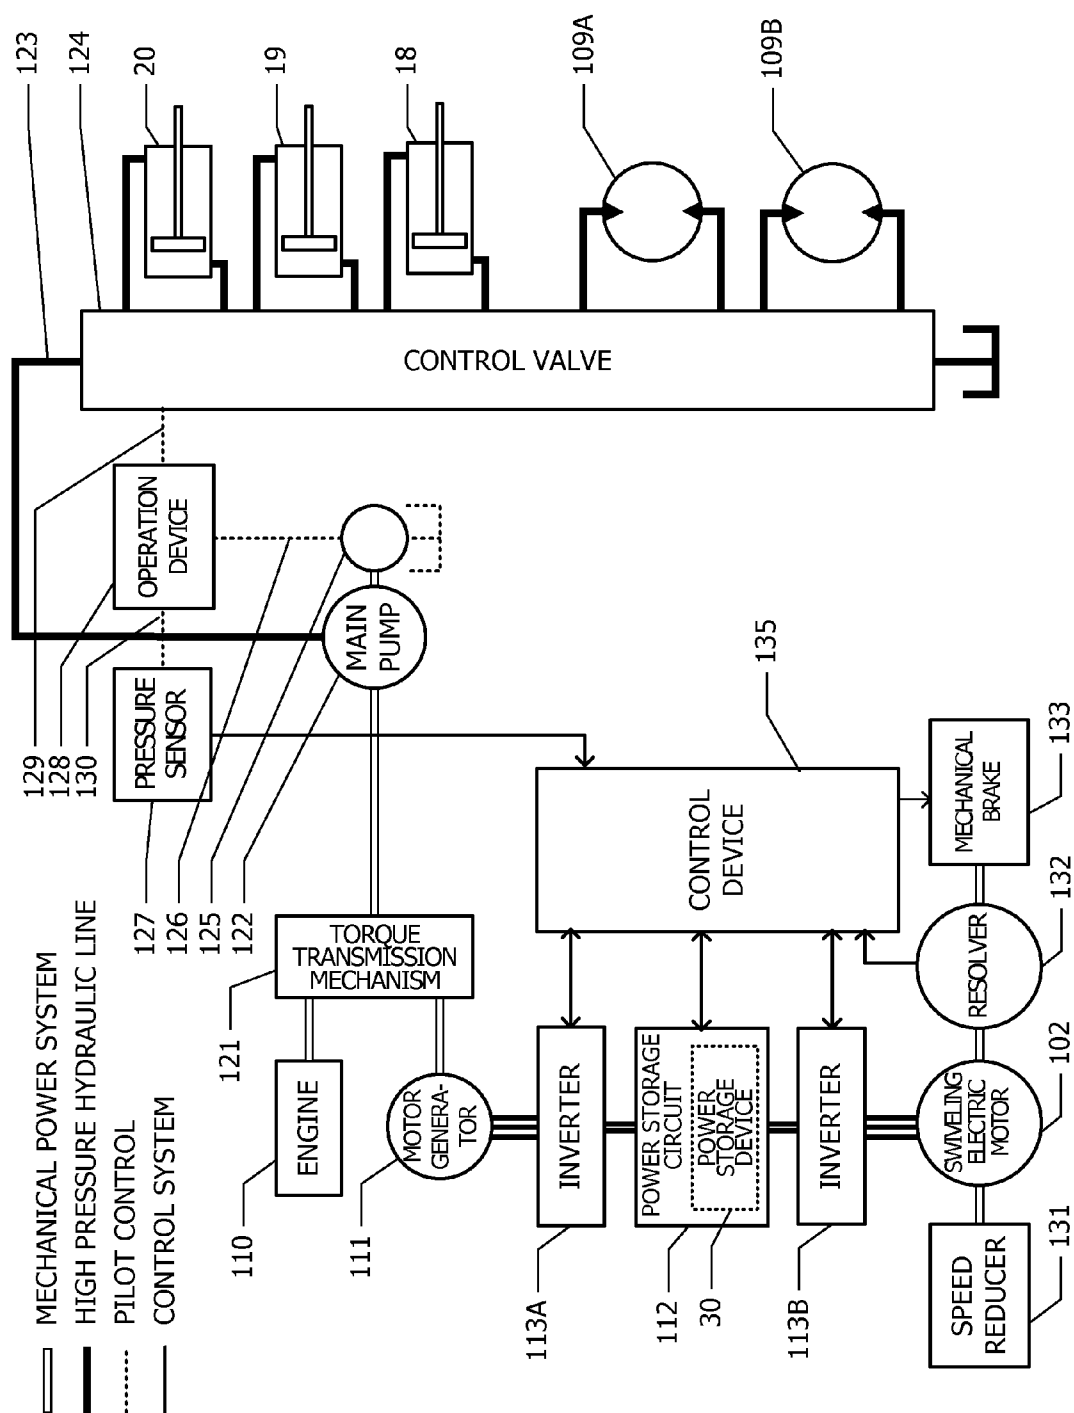 MECHANICAL POWER SYSTEM
HIGH PRESSURE HYDRAULIC LINE
PILOT CONTROL
CONTROL SYSTEM
123
124
20
19
18
109A
109B
CONTROL VALVE
129
128
130
OPERATION
DEVICE
PRESSURE
SENSOR
127
126
125
122
MAIN
PUMP
121
TORQUE
TRANSMISSION
MECHANISM
110
ENGINE
111
MOTOR
GENERA-
TOR
135
CONTROL
DEVICE
113A
INVERTER
112
POWER STORAGE
CIRCUIT
30
POWER
STORAGE
DEVICE
113B
INVERTER
MECHANICAL
BRAKE
133
RESOLVER
132
SWIVELING
ELECTRIC
MOTOR
102
SPEED
REDUCER
131